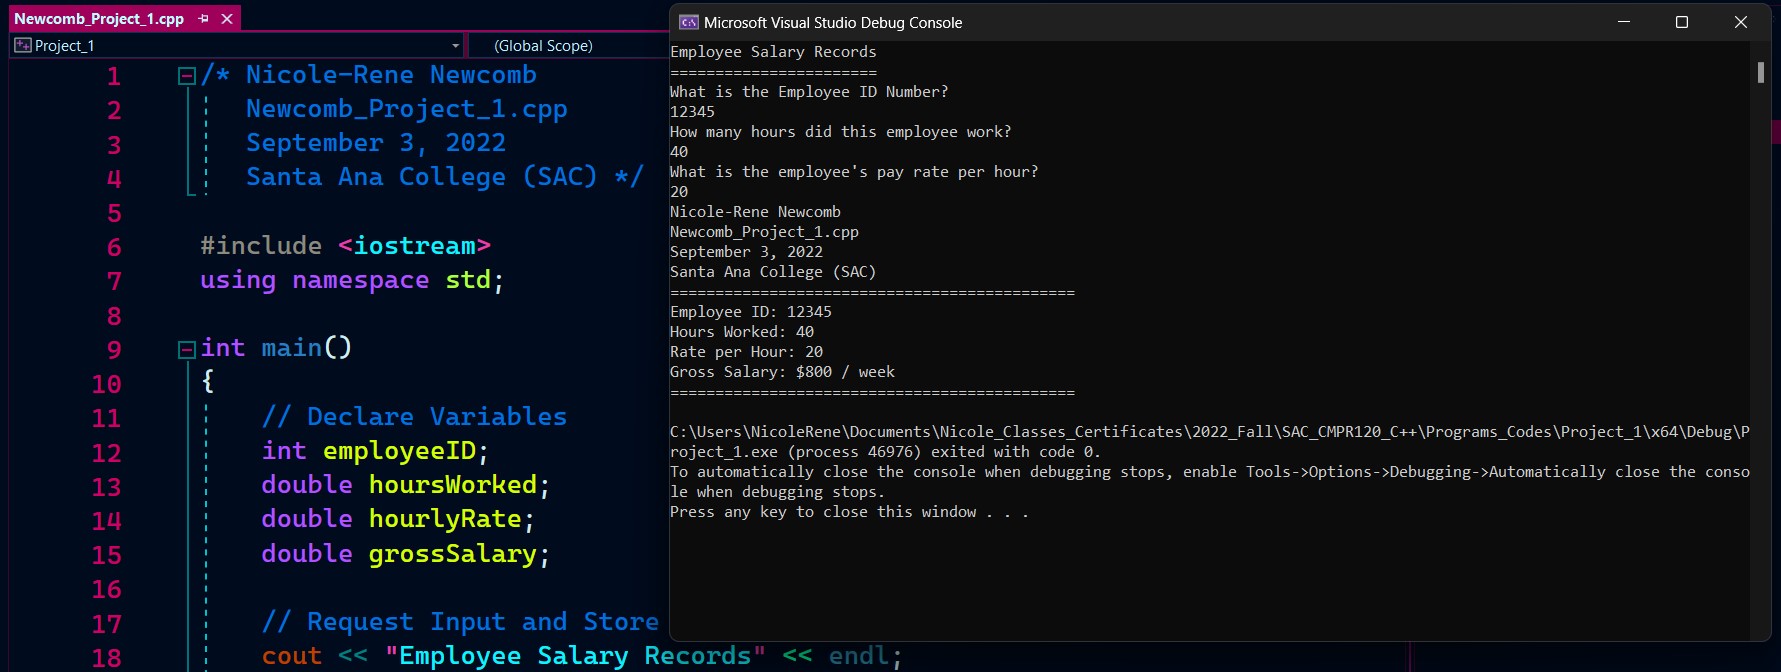 Newcomb_Project_1.cpp
Project_1
(Global Scope)
1 /* Nicole-Rene Newcomb
2 Newcomb_Project_1.cpp
3 September 3, 2022
4 Santa Ana College (SAC) */
5
6 #include <iostream>
7 using namespace std;
8
9 int main()
10 {
11 // Declare Variables
12 int employeeID;
13 double hoursWorked;
14 double hourlyRate;
15 double grossSalary;
16
17 // Request Input and Store
18 cout << "Employee Salary Records" << endl;
Microsoft Visual Studio Debug Console
Employee Salary Records
=======================
What is the Employee ID Number?
12345
How many hours did this employee work?
40
What is the employee's pay rate per hour?
20
Nicole-Rene Newcomb
Newcomb_Project_1.cpp
September 3, 2022
Santa Ana College (SAC)
=============================================
Employee ID: 12345
Hours Worked: 40
Rate per Hour: 20
Gross Salary: $800 / week
=============================================
C:\Users\NicoleRene\Documents\Nicole_Classes_Certificates\2022_Fall\SAC_CMPR120_C++\Programs_Codes\Project_1\x64\Debug\P
roject_1.exe (process 46976) exited with code 0.
To automatically close the console when debugging stops, enable Tools->Options->Debugging->Automatically close the conso
le when debugging stops.
Press any key to close this window . . .